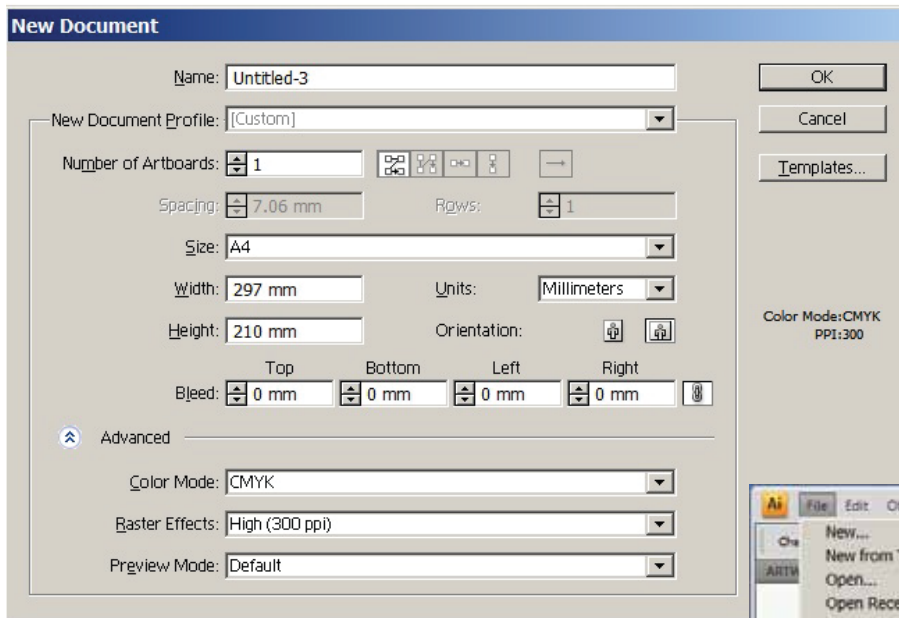 New Document
Name: Untitled-3
OK
New Document Profile: [Custom]
Cancel
Number of Artboards: 1
Templates...
Spacing: 7.06 mm Rows: 1
Size: A4
Width: 297 mm Units: Millimeters
Height: 210 mm Orientation:
Color Mode:CMYK
PPI:300
Top Bottom Left Right
Bleed: 0 mm 0 mm 0 mm 0 mm
Advanced
Color Mode: CMYK
Raster Effects: High (300 ppi)
Preview Mode: Default
Ai File Edit
New...
New from
Open...
Open